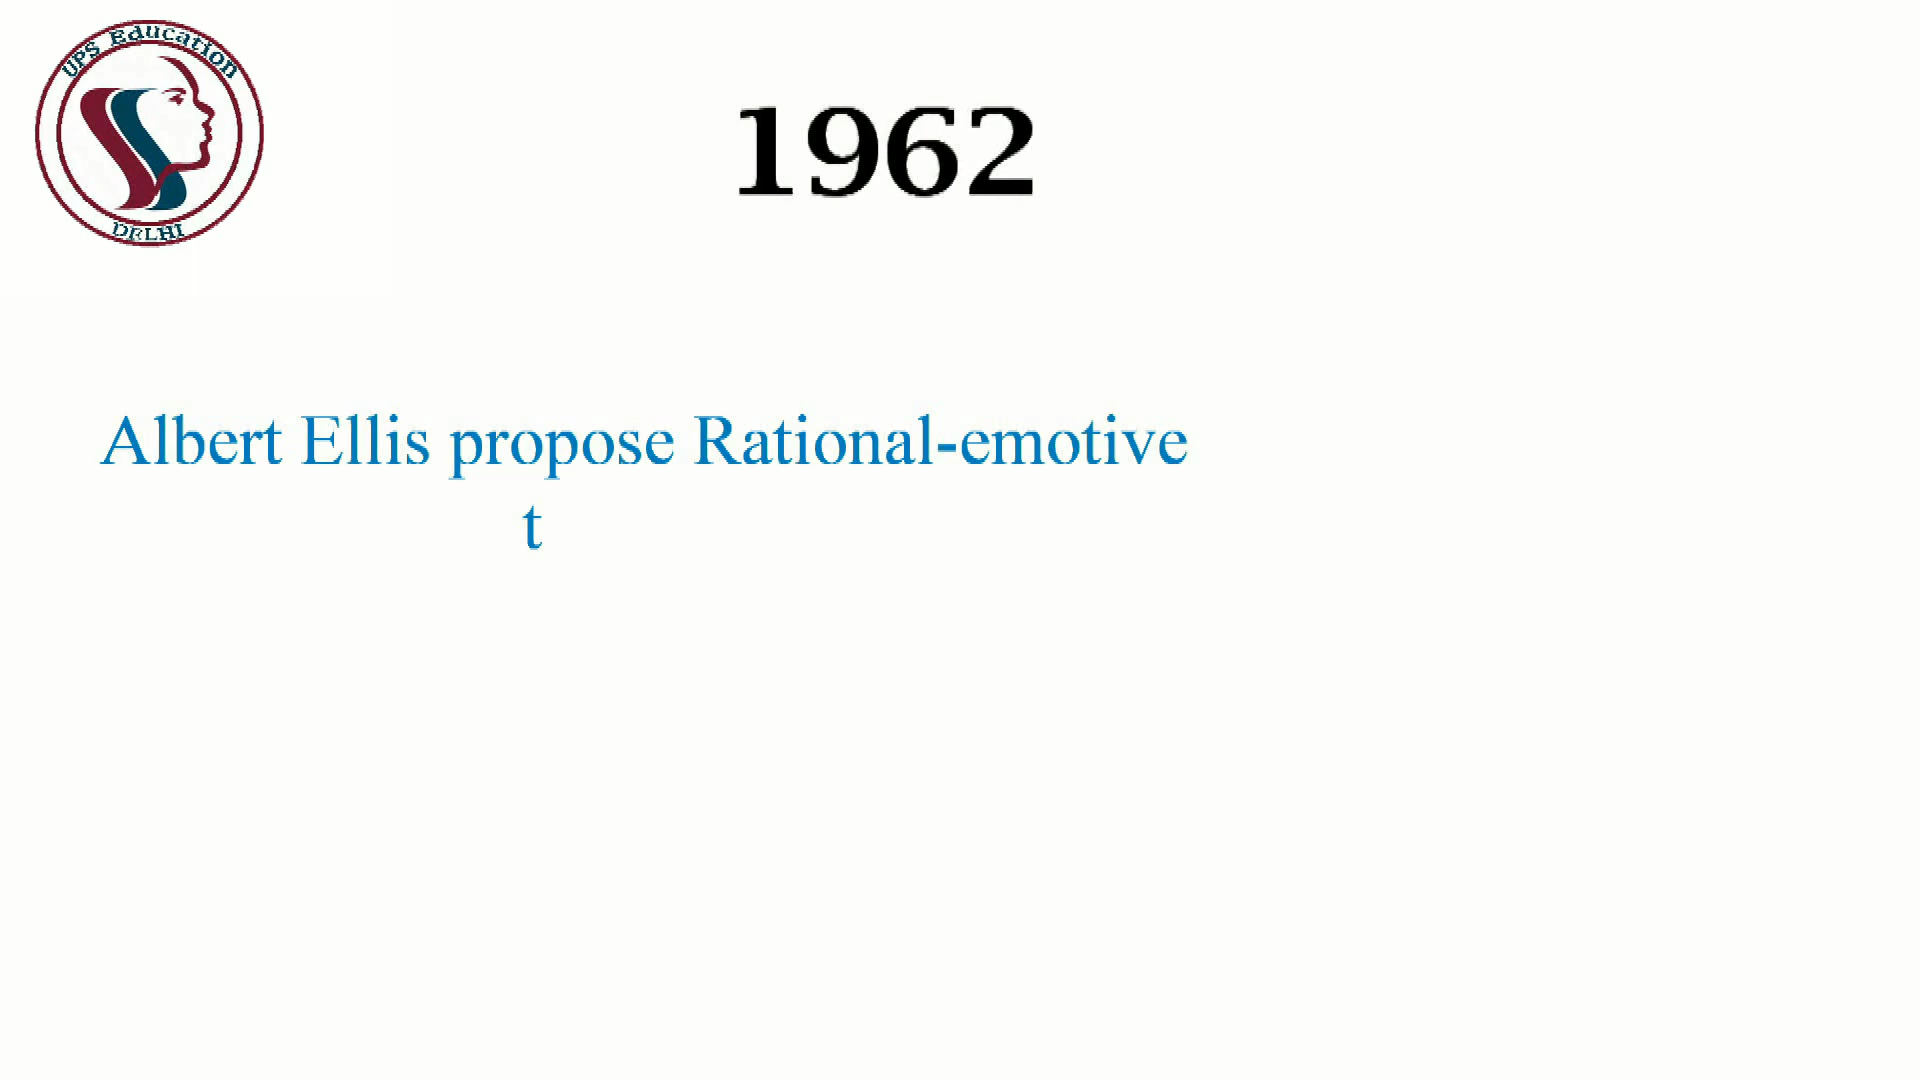 UPS Education
DELHI
1962
Albert Ellis propose Rational-emotive
t